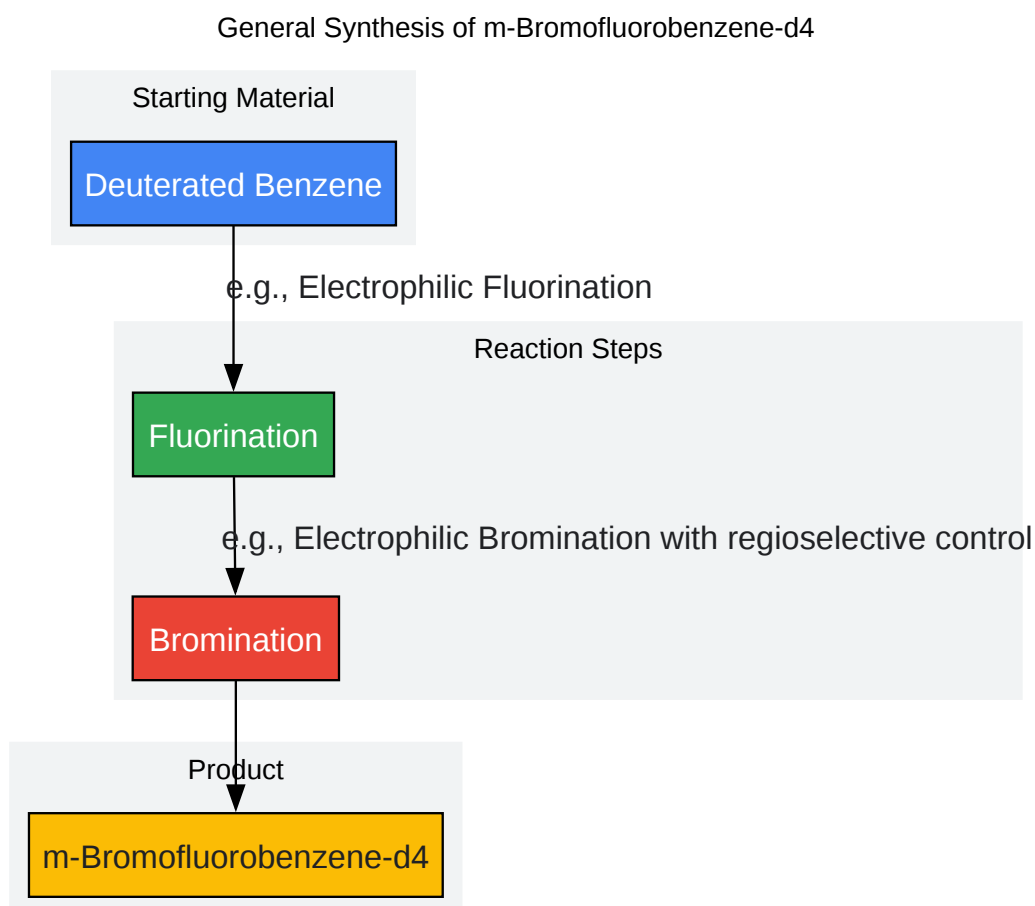 General Synthesis of m-Bromofluorobenzene-d4
Starting Material
Deuterated Benzene
e.g., Electrophilic Fluorination
Reaction Steps
Fluorination
e.g., Electrophilic Bromination with regioselective control
Bromination
Product
m-Bromofluorobenzene-d4